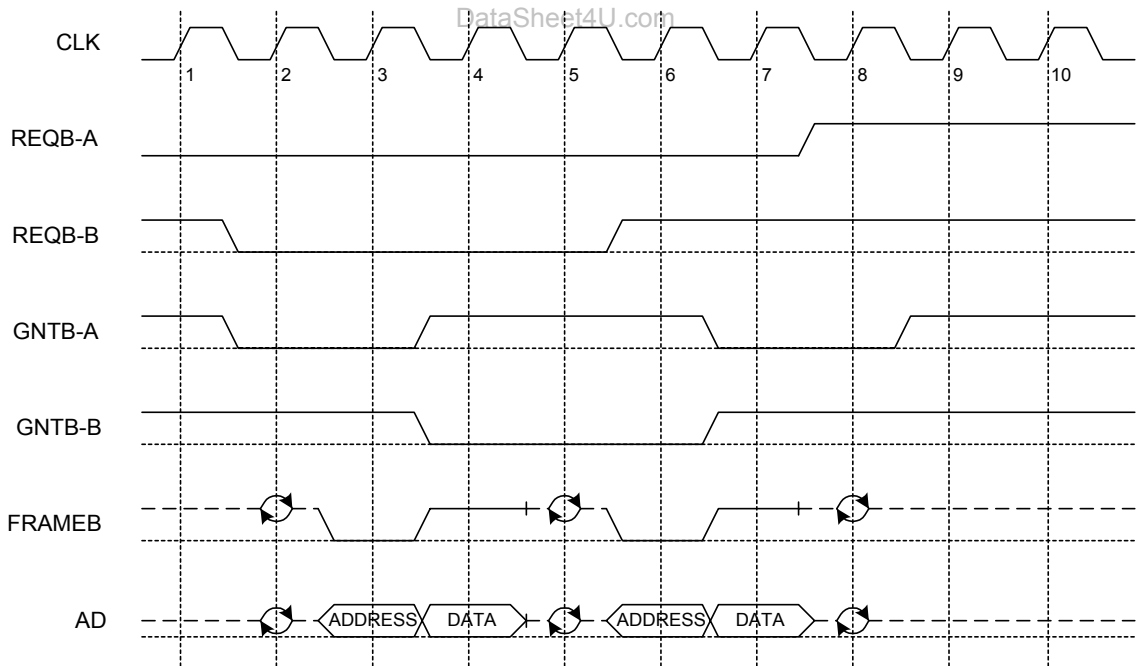 DataSheet4U.com
CLK
1 2 3 4 5 6 7 8 9 10
REQB-A
REQB-B
GNTB-A
GNTB-B
FRAMEB
AD ADDRESS DATA ADDRESS DATA